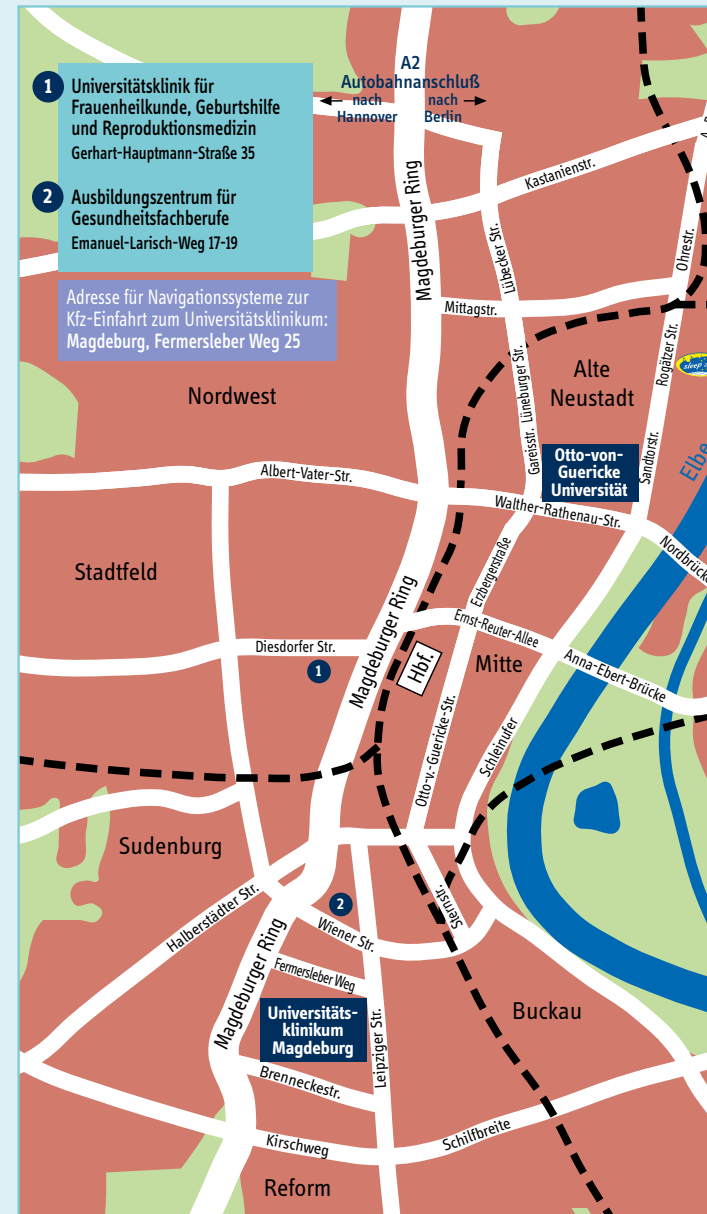 1
Universitätsklinik für
Frauenheilkunde, Geburtshilfe
und Reproduktionsmedizin
Gerhart-Hauptmann-Straße 35
2
Ausbildungszentrum für
Gesundheitsfachberufe
Emanuel-Larisch-Weg 17-19
Adresse für Navigationssysteme zur
Kfz-Einfahrt zum Universitätsklinikum:
Magdeburg, Fermersleber Weg 25
A2
Autobahnanschluß
nach Hannover
nach Berlin
Magdeburger Ring
Kastanienstr.
Lübecker Str.
Ohrestr.
Mittagstr.
Rogätzer Str.
Lüneburger Str.
Alte
Neustadt
Nordwest
Gareisstr.
Sandtorstr.
Elbe
Otto-von-
Guericke
Universität
Albert-Vater-Str.
Walther-Rathenau-Str.
Nordbrücke
Stadtfeld
Erzbergerstraße
Magdeburger Ring
Ernst-Reuter-Allee
Diesdorfer Str.
1
Hbf.
Mitte
Anna-Ebert-Brücke
Otto-v.-Guericke-Str.
Schleinufer
Sudenburg
Halberstädter Str.
2
Wiener Str.
Sternstr.
Magdeburger Ring
Fermersleber Weg
Universitäts-
klinikum
Magdeburg
Leipziger Str.
Buckau
Brenneckestr.
Kirschweg
Schilfbreite
Reform